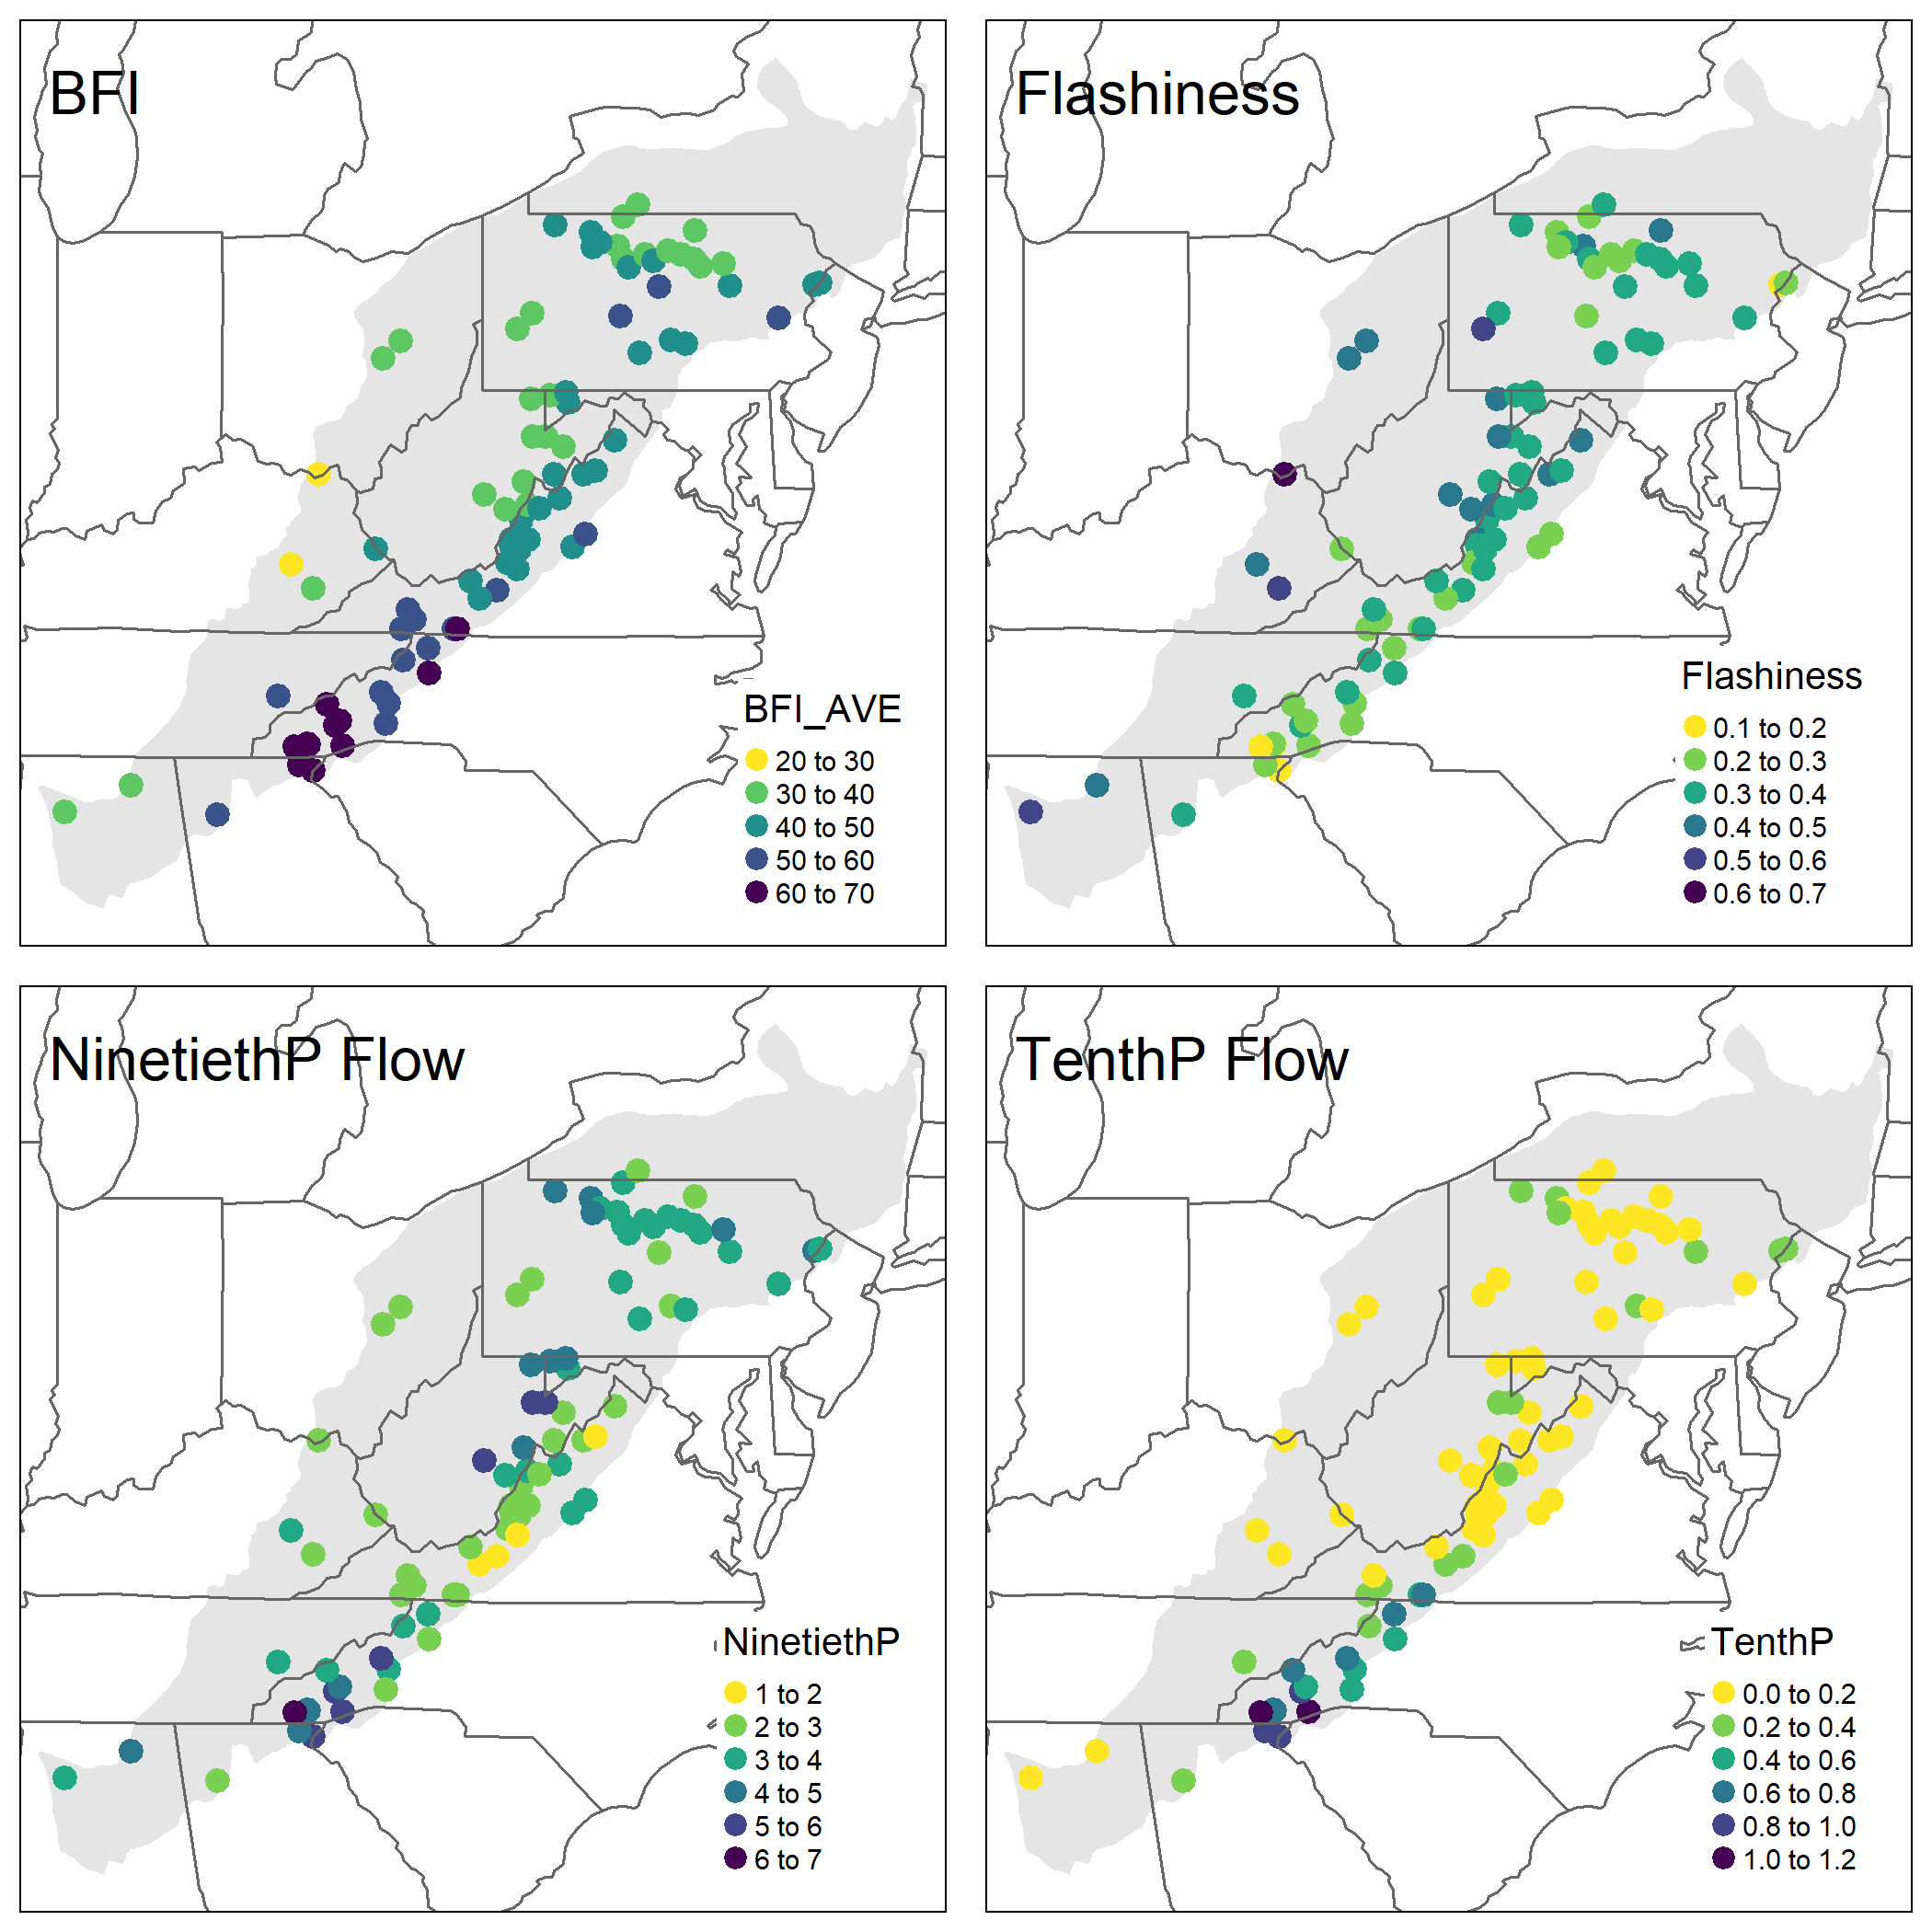 BFI
BFI_AVE
20 to 30
30 to 40
40 to 50
50 to 60
60 to 70
Flashiness
Flashiness
0.1 to 0.2
0.2 to 0.3
0.3 to 0.4
0.4 to 0.5
0.5 to 0.6
0.6 to 0.7
NinetiethP Flow
NinetiethP
1 to 2
2 to 3
3 to 4
4 to 5
5 to 6
6 to 7
TenthP Flow
TenthP
0.0 to 0.2
0.2 to 0.4
0.4 to 0.6
0.6 to 0.8
0.8 to 1.0
1.0 to 1.2